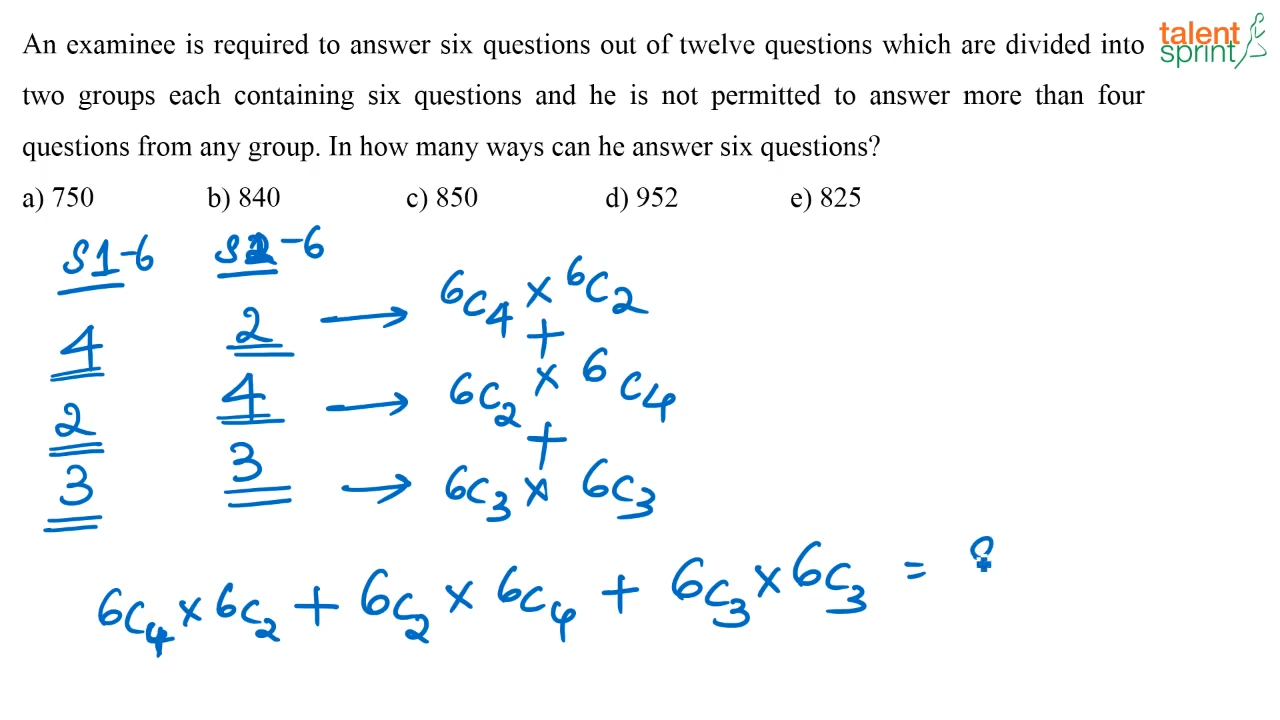 An examinee is required to answer six questions out of twelve questions which are divided into
two groups each containing six questions and he is not permitted to answer more than four
questions from any group. In how many ways can he answer six questions?
a) 750 b) 840 c) 850 d) 952 e) 825
talent
sprint
S1-6 S2-6
4 2 → 6C4 × 6C2
+
2 4 → 6C2 × 6C4
+
3 3 → 6C3 × 6C3
6C4 × 6C2 + 6C2 × 6C4 + 6C3 × 6C3 =